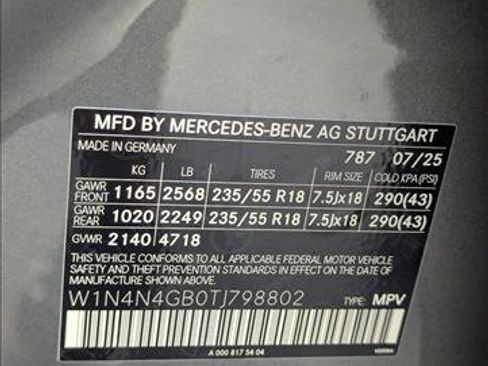 MFD BY MERCEDES-BENZ AG STUTTGART
MADE IN GERMANY 787 07/25
KG LB TIRES RIM SIZE COLD KPA(PSI)
GAWR FRONT 1165 2568 235/55 R18 7.5Jx18 290(43)
GAWR REAR 1020 2249 235/55 R18 7.5Jx18 290(43)
GVWR 2140 4718
THIS VEHICLE CONFORMS TO ALL APPLICABLE FEDERAL MOTOR VEHICLE
SAFETY AND THEFT PREVENTION STANDARDS IN EFFECT ON THE DATE OF
MANUFACTURE SHOWN ABOVE.
W1N4N4GB0TJ798802 TYPE: MPV
A 000 817 54 04